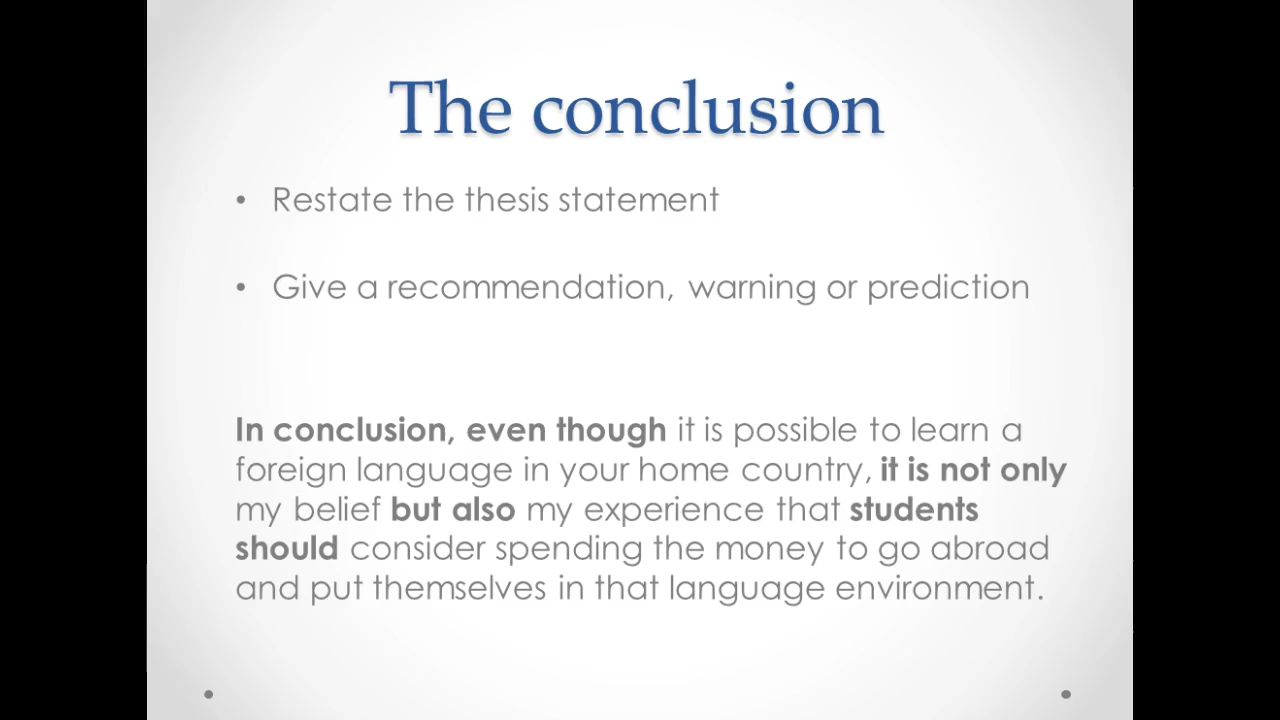 The conclusion
• Restate the thesis statement
• Give a recommendation, warning or prediction
In conclusion, even though it is possible to learn a
foreign language in your home country, it is not only
my belief but also my experience that students
should consider spending the money to go abroad
and put themselves in that language environment.